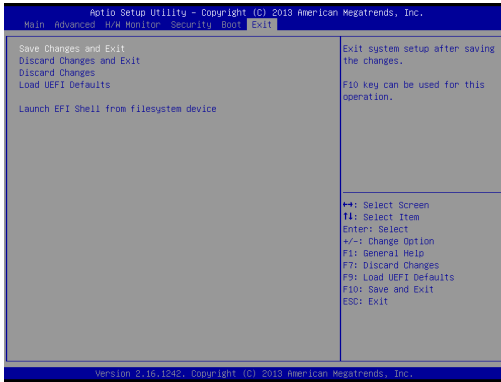 Aptio Setup Utility – Copyright (C) 2013 American Megatrends, Inc.
Main Advanced H/W Monitor Security Boot Exit
Save Changes and Exit
Discard Changes and Exit
Discard Changes
Load UEFI Defaults
Launch EFI Shell from filesystem device
Exit system setup after saving
the changes.
F10 key can be used for this
operation.
↔: Select Screen
↑↓: Select Item
Enter: Select
+/-: Change Option
F1: General Help
F7: Discard Changes
F9: Load UEFI Defaults
F10: Save and Exit
ESC: Exit
Version 2.16.1242. Copyright (C) 2013 American Megatrends, Inc.